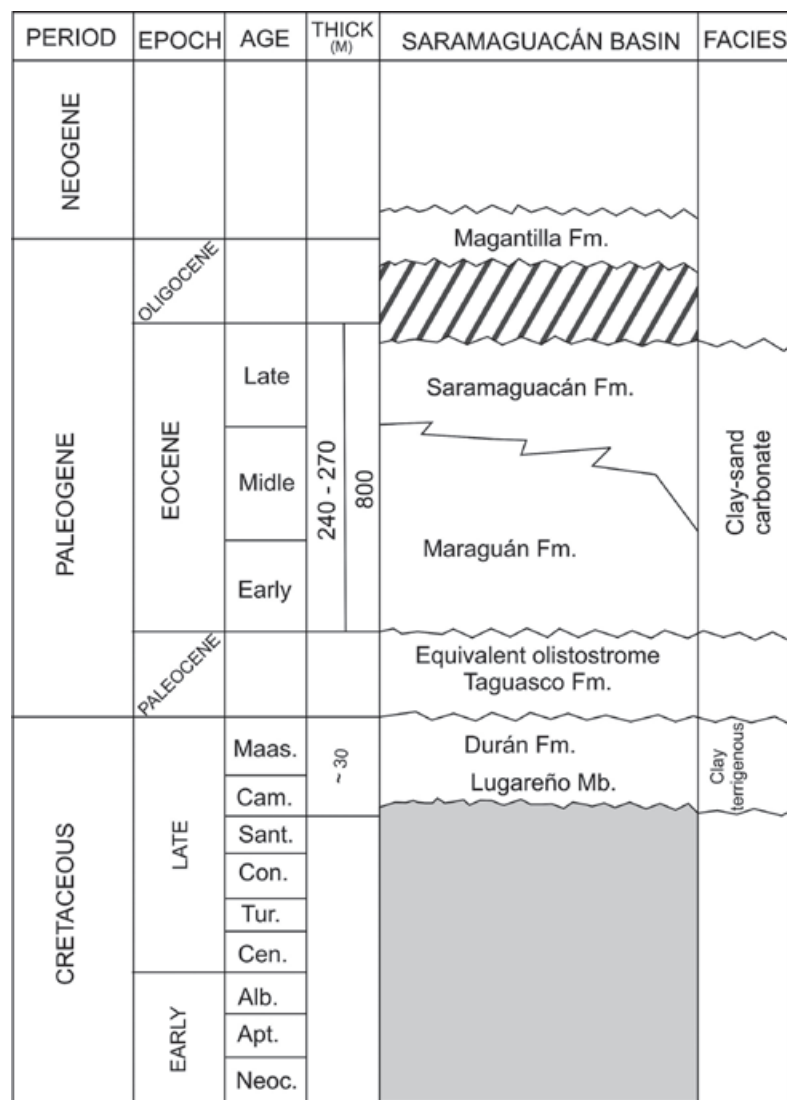 PERIOD
EPOCH
AGE
THICK
(M)
SARAMAGUACÁN BASIN
FACIES
NEOGENE
Magantilla Fm.
PALEOGENE
OLIGOCENE
EOCENE
Late
240 - 270
800
Saramaguacán Fm.
Clay-sand
carbonate
Midle
Maraguán Fm.
Early
PALEOCENE
Equivalent olistostrome
Taguasco Fm.
CRETACEOUS
LATE
Maas.
~ 30
Durán Fm.
Clay
terrigenous
Lugareño Mb.
Cam.
Sant.
Con.
Tur.
Cen.
EARLY
Alb.
Apt.
Neoc.